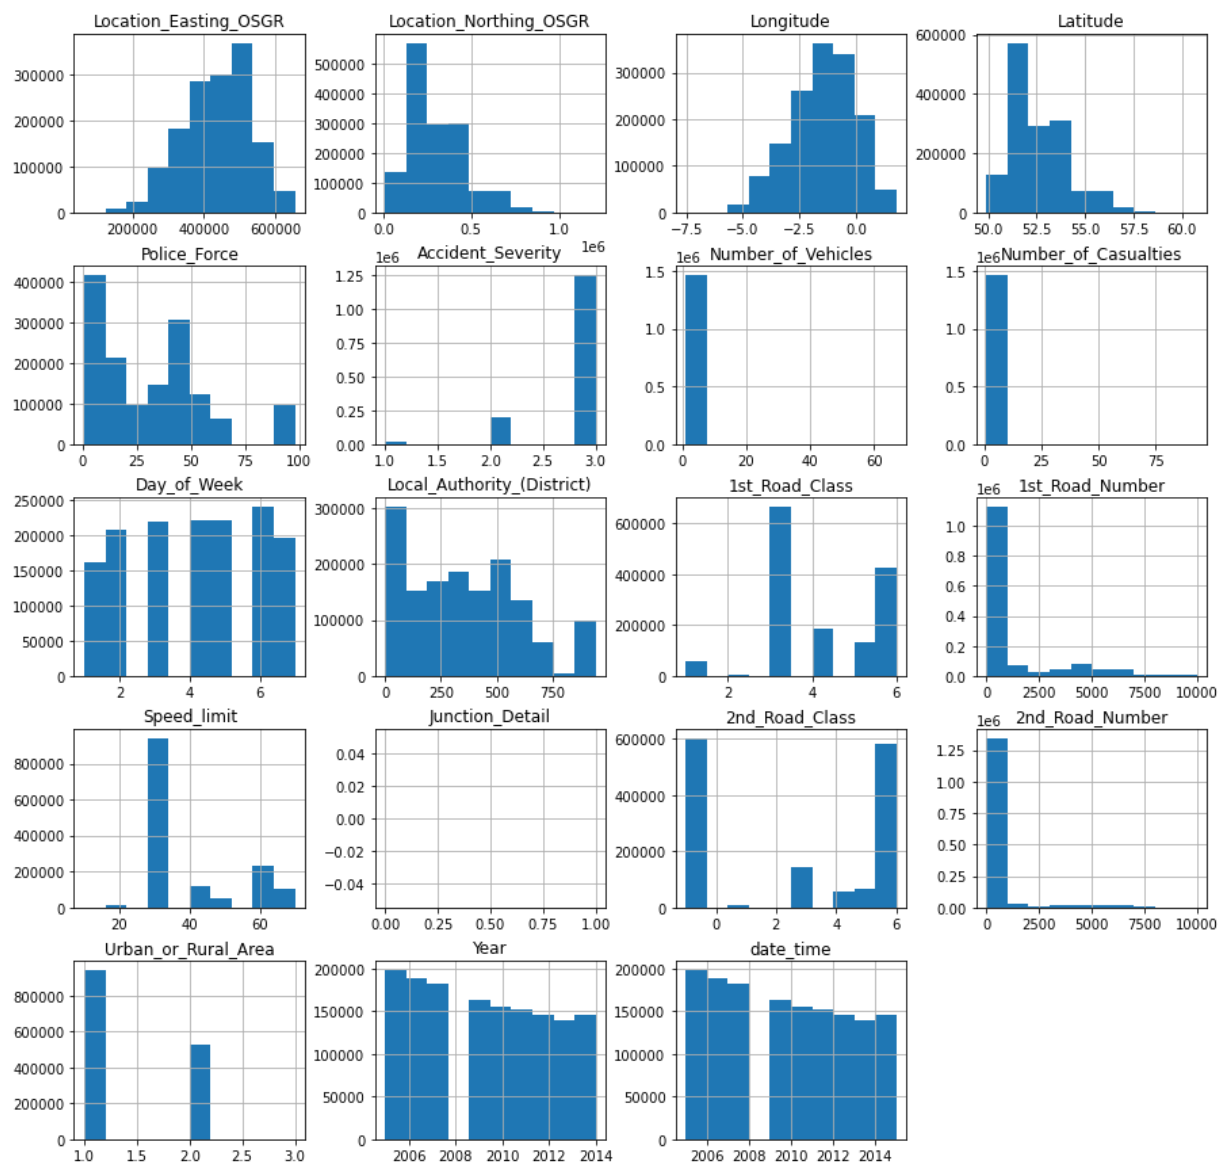 Location_Easting_OSGR
300000
200000
100000
0
200000 400000 600000
Location_Northing_OSGR
500000
400000
300000
200000
100000
0
0.0 0.5 1.0
1e6
Longitude
300000
200000
100000
0
−7.5 −5.0 −2.5 0.0
Latitude
600000
400000
200000
0
50.0 52.5 55.0 57.5 60.0
Police_Force
400000
300000
200000
100000
0
0 25 50 75 100
Accident_Severity
1e6
1.25
1.00
0.75
0.50
0.25
0.00
1.0 1.5 2.0 2.5 3.0
Number_of_Vehicles
1e6
1.5
1.0
0.5
0.0
0 20 40 60
Number_of_Casualties
1e6
1.5
1.0
0.5
0.0
0 25 50 75
Day_of_Week
250000
200000
150000
100000
50000
0
2 4 6
Local_Authority_(District)
300000
200000
100000
0
0 250 500 750
1st_Road_Class
600000
400000
200000
0
2 4 6
1st_Road_Number
1e6
1.0
0.8
0.6
0.4
0.2
0.0
0 2500 5000 7500 10000
Speed_limit
800000
600000
400000
200000
0
20 40 60
Junction_Detail
0.04
0.02
0.00
−0.02
−0.04
0.00 0.25 0.50 0.75 1.00
2nd_Road_Class
600000
400000
200000
0
0 2 4 6
2nd_Road_Number
1e6
1.25
1.00
0.75
0.50
0.25
0.00
0 2500 5000 7500 10000
Urban_or_Rural_Area
800000
600000
400000
200000
0
1.0 1.5 2.0 2.5 3.0
Year
200000
150000
100000
50000
0
2006 2008 2010 2012 2014
date_time
200000
150000
100000
50000
0
2006 2008 2010 2012 2014